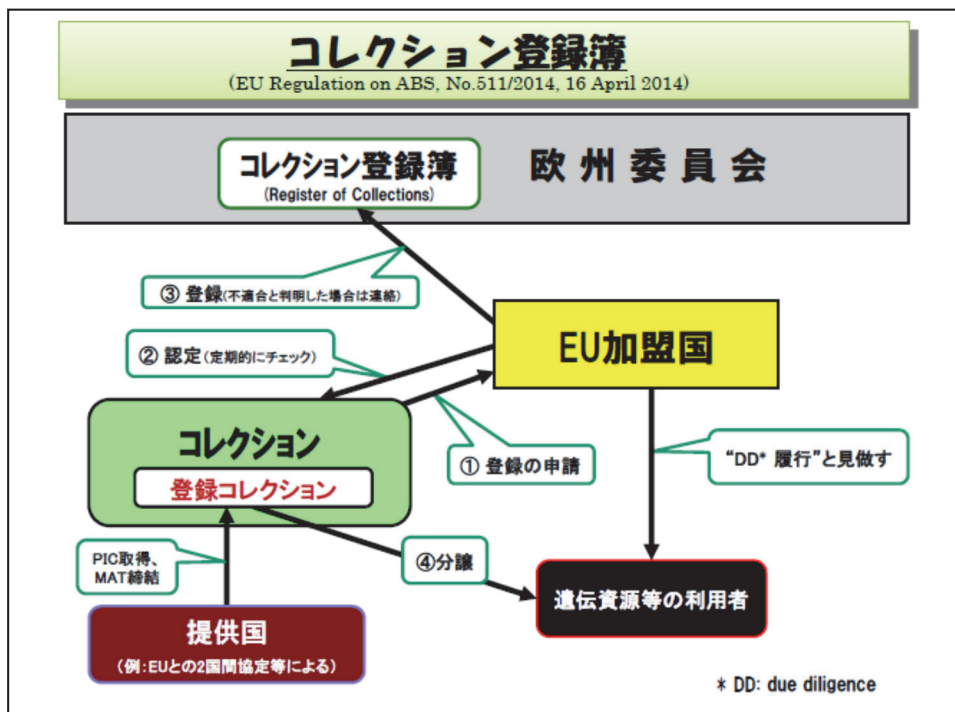 コレクション登録簿
(EU Regulation on ABS, No.511/2014, 16 April 2014)
コレクション登録簿
(Register of Collections)
欧州委員会
③ 登録(不適合と判明した場合は連絡)
② 認定(定期的にチェック)
EU加盟国
コレクション
登録コレクション
① 登録の申請
“DD* 履行”と見做す
PIC取得、
MAT締結
④分譲
提供国
(例:EUとの2国間協定等による)
遺伝資源等の利用者
* DD: due diligence